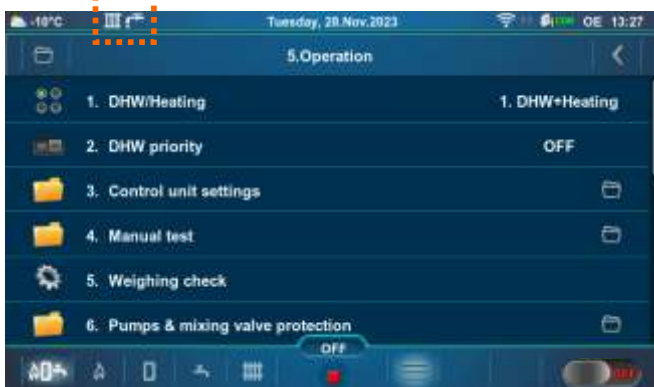 -10°C Tuesday, 28.Nov.2023 OE 13:27
5.Operation
1. DHW/Heating 1. DHW+Heating
2. DHW priority OFF
3. Control unit settings
4. Manual test
5. Weighing check
6. Pumps & mixing valve protection
OFF
OFF